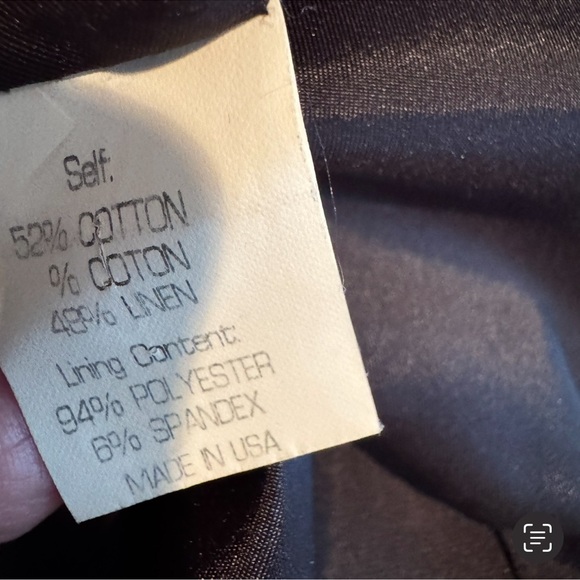 Self:
52% COTTON
% COTON
48% LINEN
Lining Content:
94% POLYESTER
6% SPANDEX
MADE IN USA